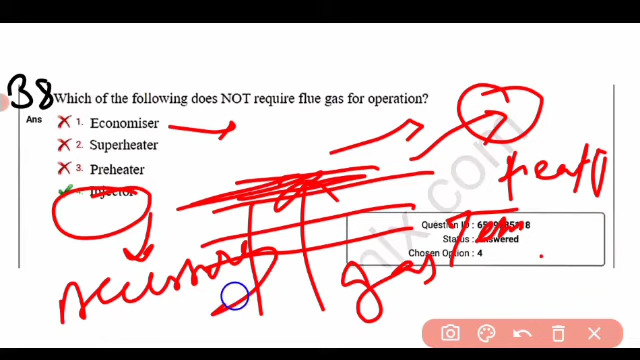 38
Which of the following does NOT require flue gas for operation?
Ans
1. Economiser
2. Superheater
3. Preheater
Injector
Question ID :
Status : Answered
Chosen Option : 4
gas